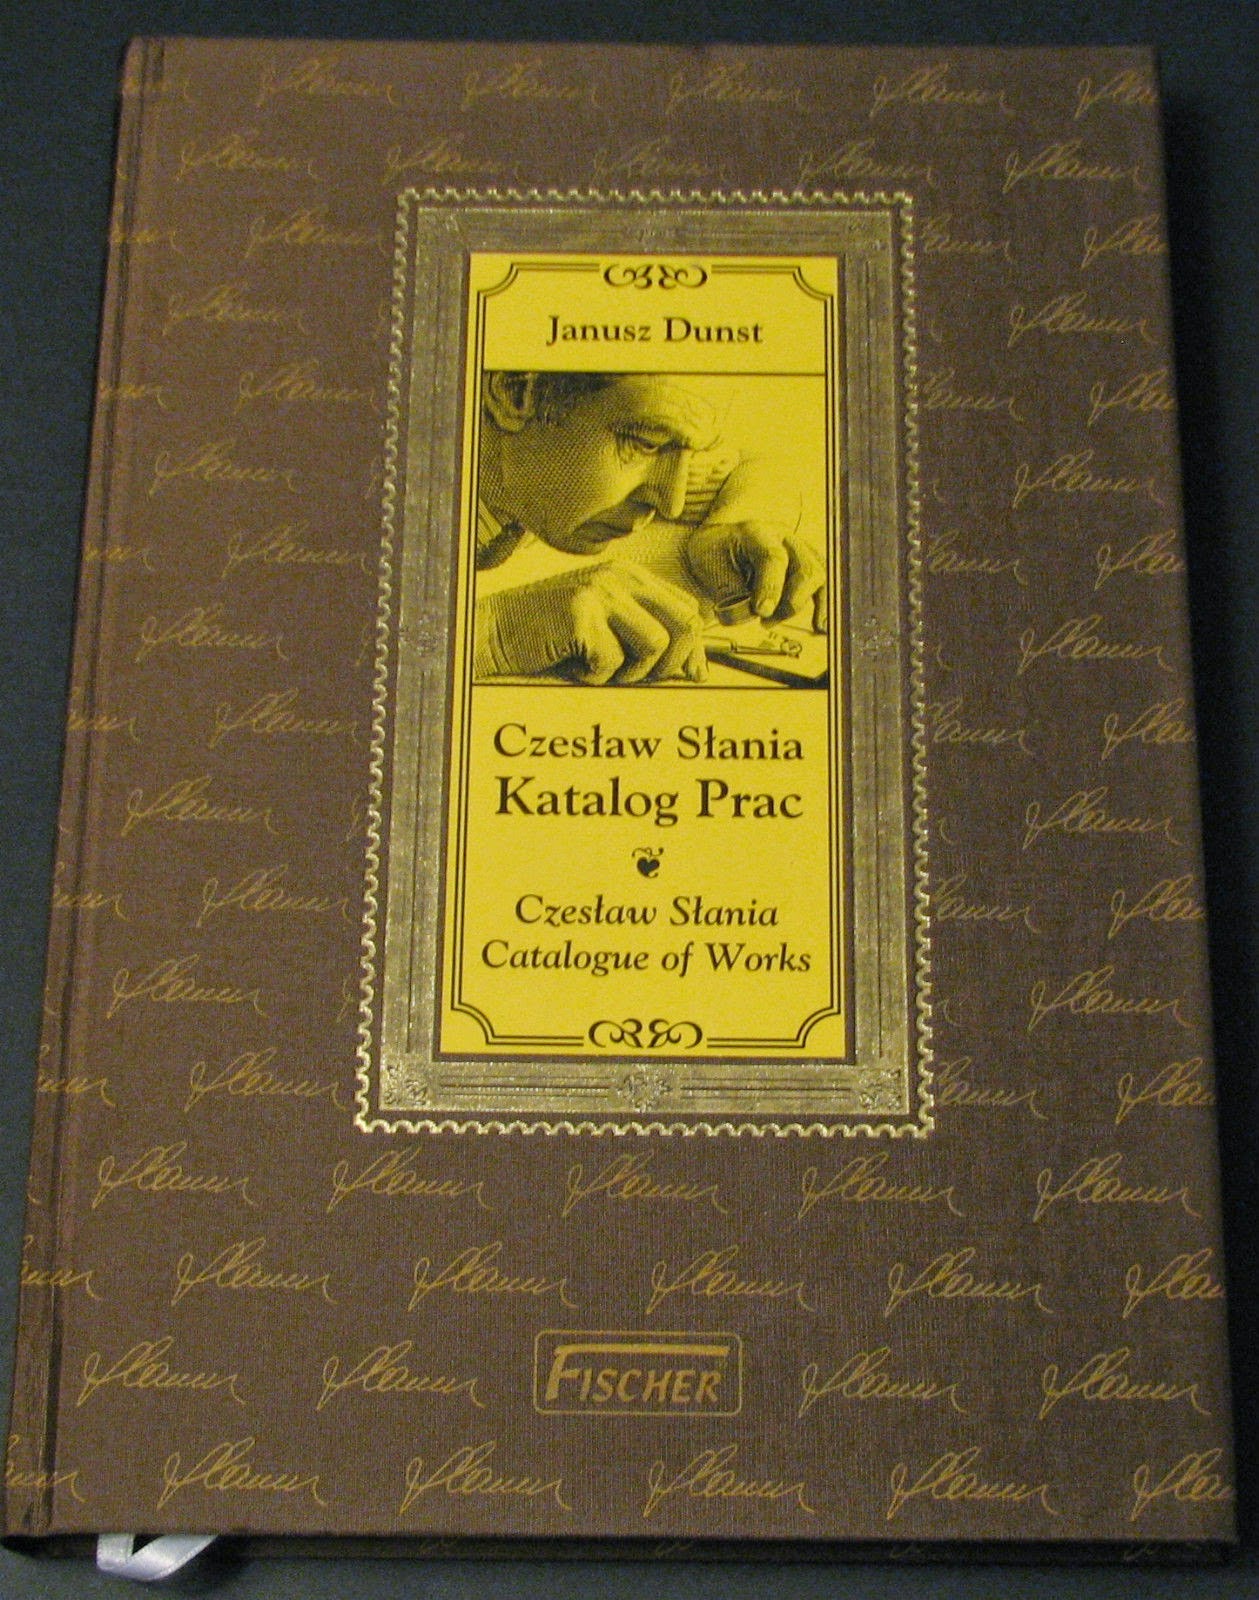 Janusz Dunst
Czesław Słania
Katalog Prac
Czesław Słania
Catalogue of Works
FISCHER